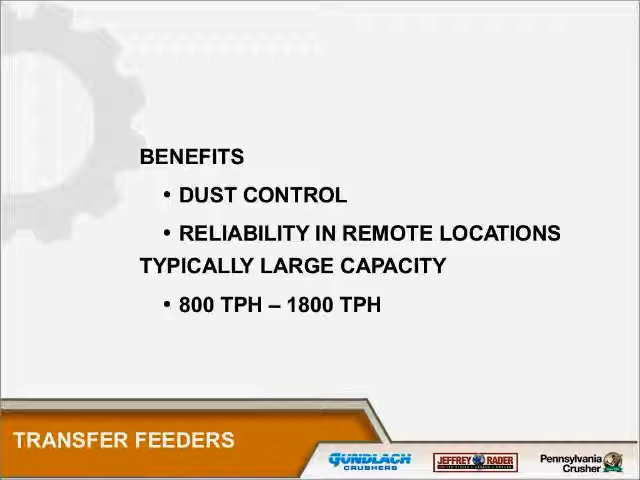 BENEFITS
• DUST CONTROL
• RELIABILITY IN REMOTE LOCATIONS
TYPICALLY LARGE CAPACITY
• 800 TPH – 1800 TPH
TRANSFER FEEDERS
GUNDLACH
CRUSHERS
JEFFREY RADER
Pennsylvania
Crusher